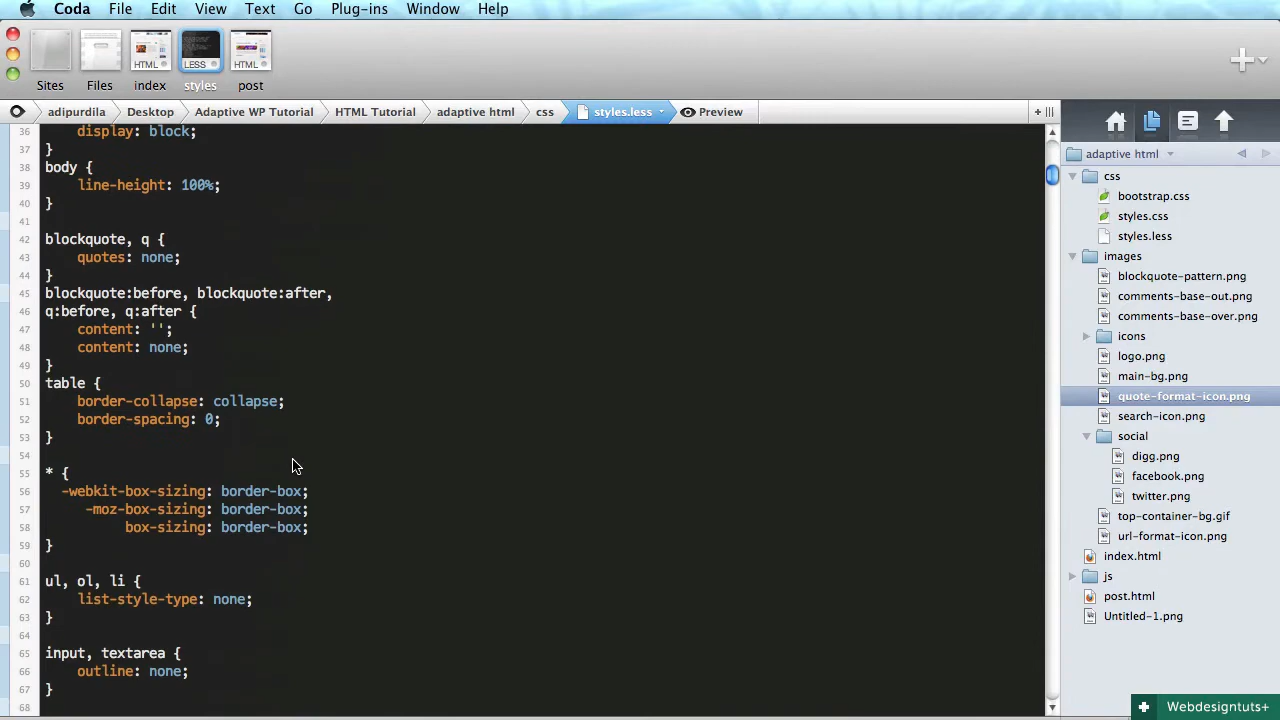 Coda File Edit View Text Go Plug-ins Window Help
HTML LESS HTML
Sites Files index styles post
adipurdila Desktop Adaptive WP Tutorial HTML Tutorial adaptive html css styles.less Preview
36 display: block;
37 }
38 body {
39 line-height: 100%;
40 }
41
42 blockquote, q {
43 quotes: none;
44 }
45 blockquote:before, blockquote:after,
46 q:before, q:after {
47 content: '';
48 content: none;
49 }
50 table {
51 border-collapse: collapse;
52 border-spacing: 0;
53 }
54
55 * {
56 -webkit-box-sizing: border-box;
57 -moz-box-sizing: border-box;
58 box-sizing: border-box;
59 }
60
61 ul, ol, li {
62 list-style-type: none;
63 }
64
65 input, textarea {
66 outline: none;
67 }
68
adaptive html
css
bootstrap.css
styles.css
styles.less
images
blockquote-pattern.png
comments-base-out.png
comments-base-over.png
icons
logo.png
main-bg.png
quote-format-icon.png
search-icon.png
social
digg.png
facebook.png
twitter.png
top-container-bg.gif
url-format-icon.png
index.html
js
post.html
Untitled-1.png
Webdesigntuts+